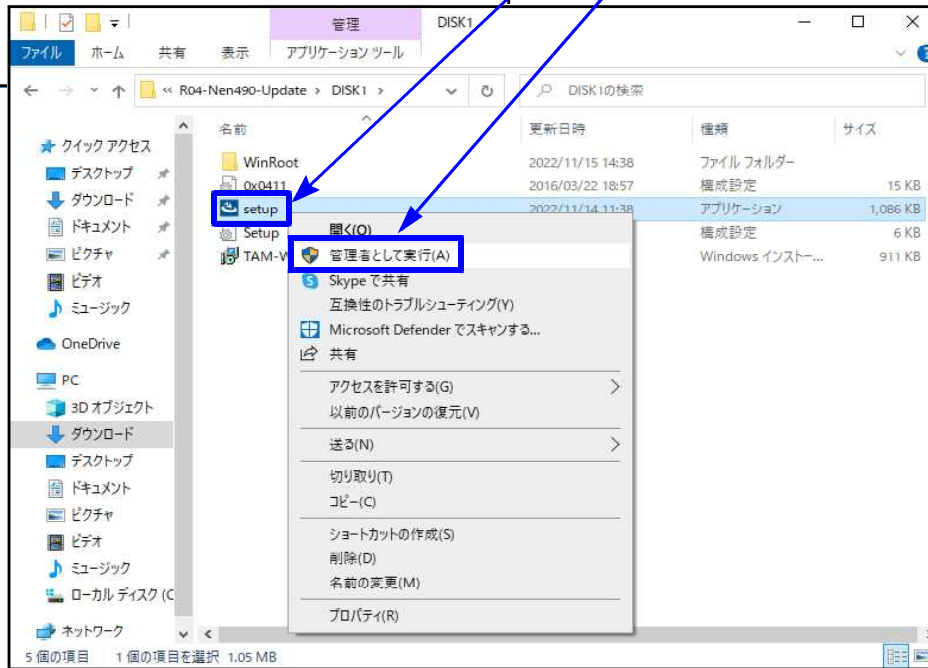 管理
DISK1
ファイル ホーム 共有 表示 アプリケーション ツール
« R04-Nen490-Update › DISK1 ›
DISK1の検索
名前 更新日時 種類 サイズ
WinRoot 2022/11/15 14:38 ファイル フォルダー
0x0411 2016/03/22 18:57 構成設定 15 KB
setup 2022/11/14 11:38 アプリケーション 1,086 KB
Setup 構成設定 6 KB
TAM-W Windows インストー... 911 KB
クイック アクセス
デスクトップ
ダウンロード
ドキュメント
ピクチャ
ビデオ
ミュージック
OneDrive
PC
3D オブジェクト
ダウンロード
デスクトップ
ドキュメント
ピクチャ
ビデオ
ミュージック
ローカル ディスク (C
ネットワーク
開く(O)
管理者として実行(A)
Skype で共有
互換性のトラブルシューティング(Y)
Microsoft Defender でスキャンする...
共有
アクセスを許可する(G)
以前のバージョンの復元(V)
送る(N)
切り取り(T)
コピー(C)
ショートカットの作成(S)
削除(D)
名前の変更(M)
プロパティ(R)
5 個の項目 1 個の項目を選択 1.05 MB